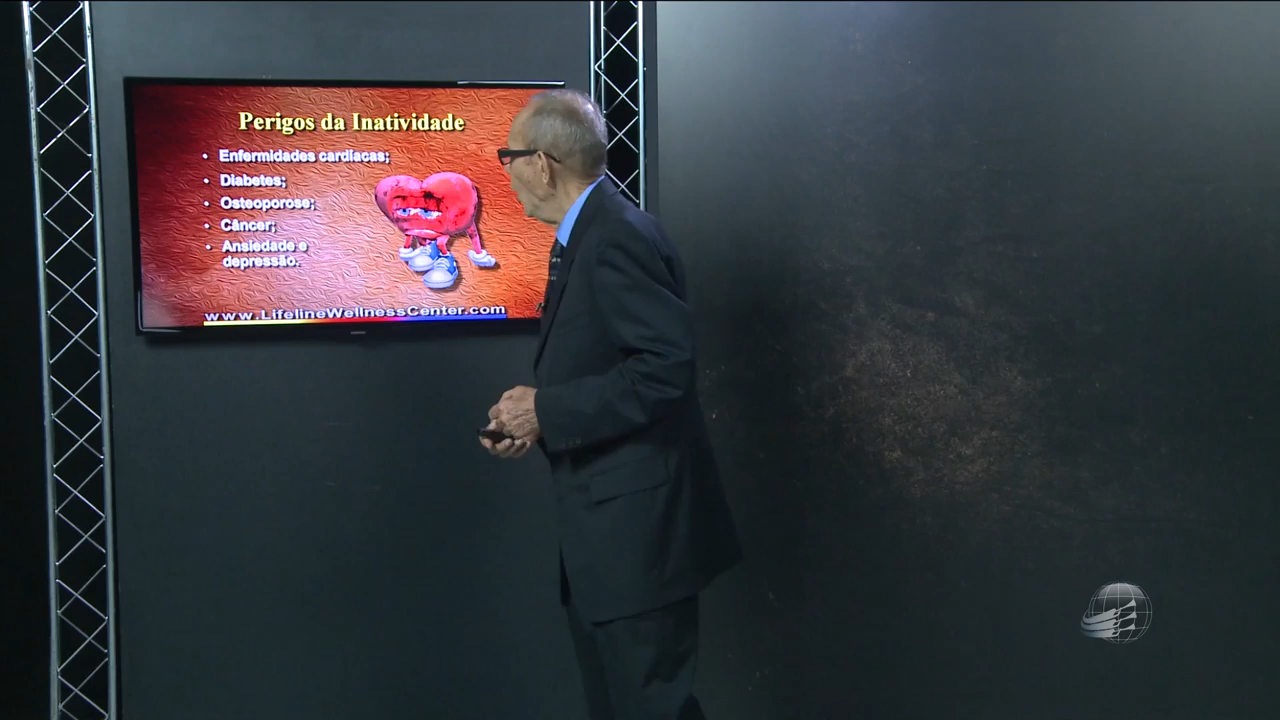 Perigos da Inatividade
• Enfermidades cardíacas;
• Diabetes;
• Osteoporose;
• Câncer;
• Ansiedade e
depressão.
www.LifelineWellnessCenter.com